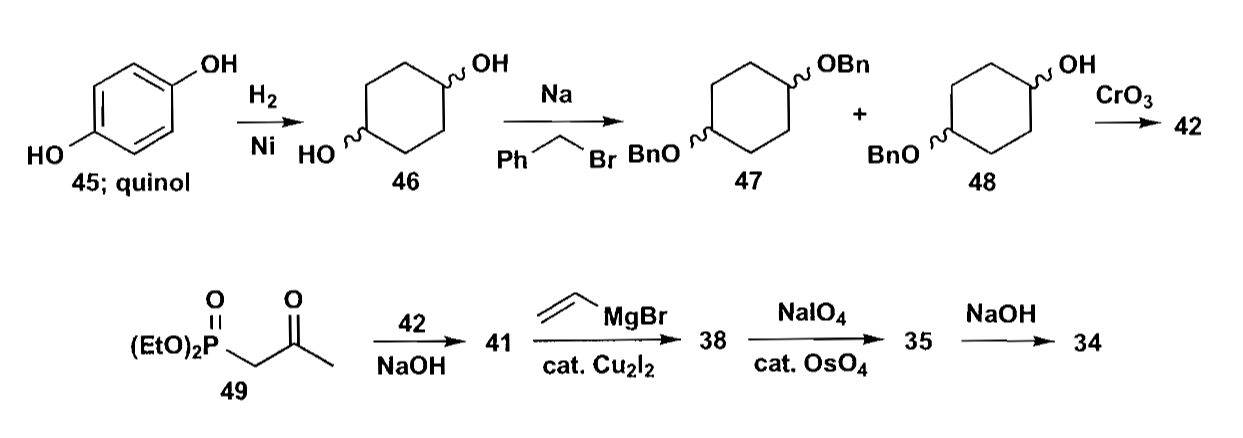 OH
HO
45; quinol
H2
Ni
OH
HO
46
Na
Ph Br
OBn
BnO
47
+
OH
BnO
48
CrO3
42
O O
(EtO)2P
49
42
NaOH
41
MgBr
cat. Cu2I2
38
NaIO4
cat. OsO4
35
NaOH
34